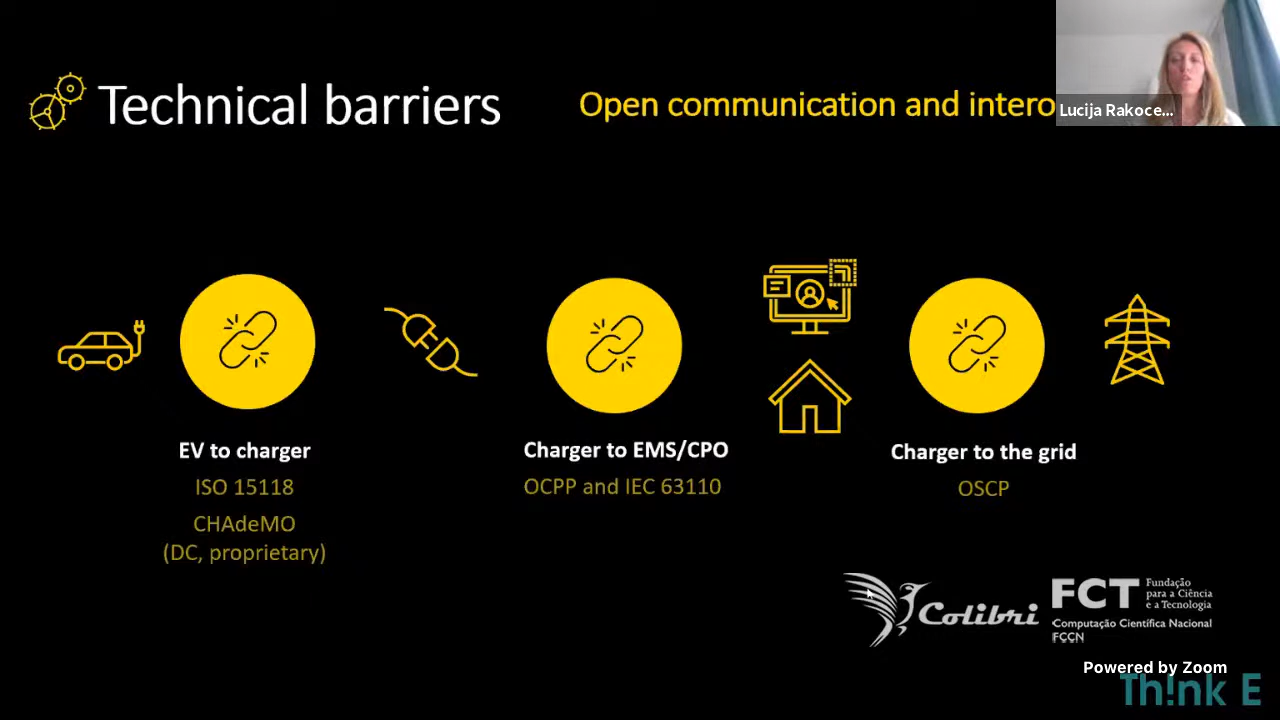 Technical barriers
Open communication and intero
Lucija Rakoce...
EV to charger
ISO 15118
CHAdeMO
(DC, proprietary)
Charger to EMS/CPO
OCPP and IEC 63110
Charger to the grid
OSCP
Colibri
FCT
Fundação
para a Ciência
e a Tecnologia
Computação Científica Nacional
FCCN
Powered by Zoom
Th!nk E